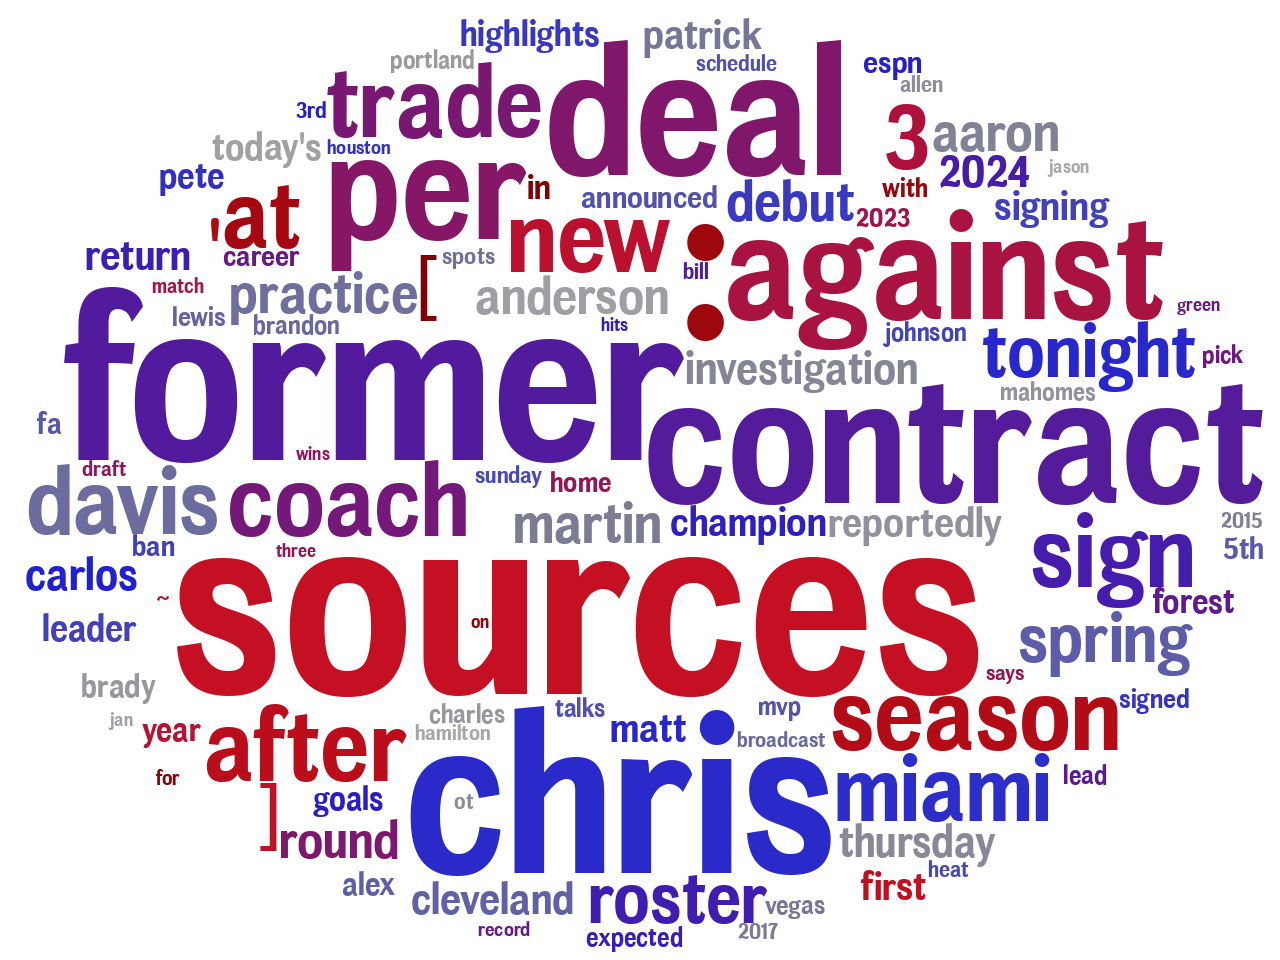 highlights
patrick
portland
schedule
espn
allen
trade
deal
3rd
3
aaron
today's
houston
2024
jason
pete
per
in
announced
debut
with
2023
signing
'at
new
:
against
return
career
spots
bill
match
practice
[
anderson
green
lewis
brandon
hits
johnson
tonight
pick
former
investigation
mahomes
fa
contract
wins
draft
davis
coach
sunday
home
martin
champion
reportedly
2015
sign
5th
ban
three
carlos
sources
~
forest
leader
on
spring
says
brady
season
signed
jan
year
after
charles
hamilton
talks
matt
mvp
broadcast
for
chris
miami
lead
]
goals
ot
round
thursday
alex
heat
cleveland
roster
first
vegas
record
expected
2017